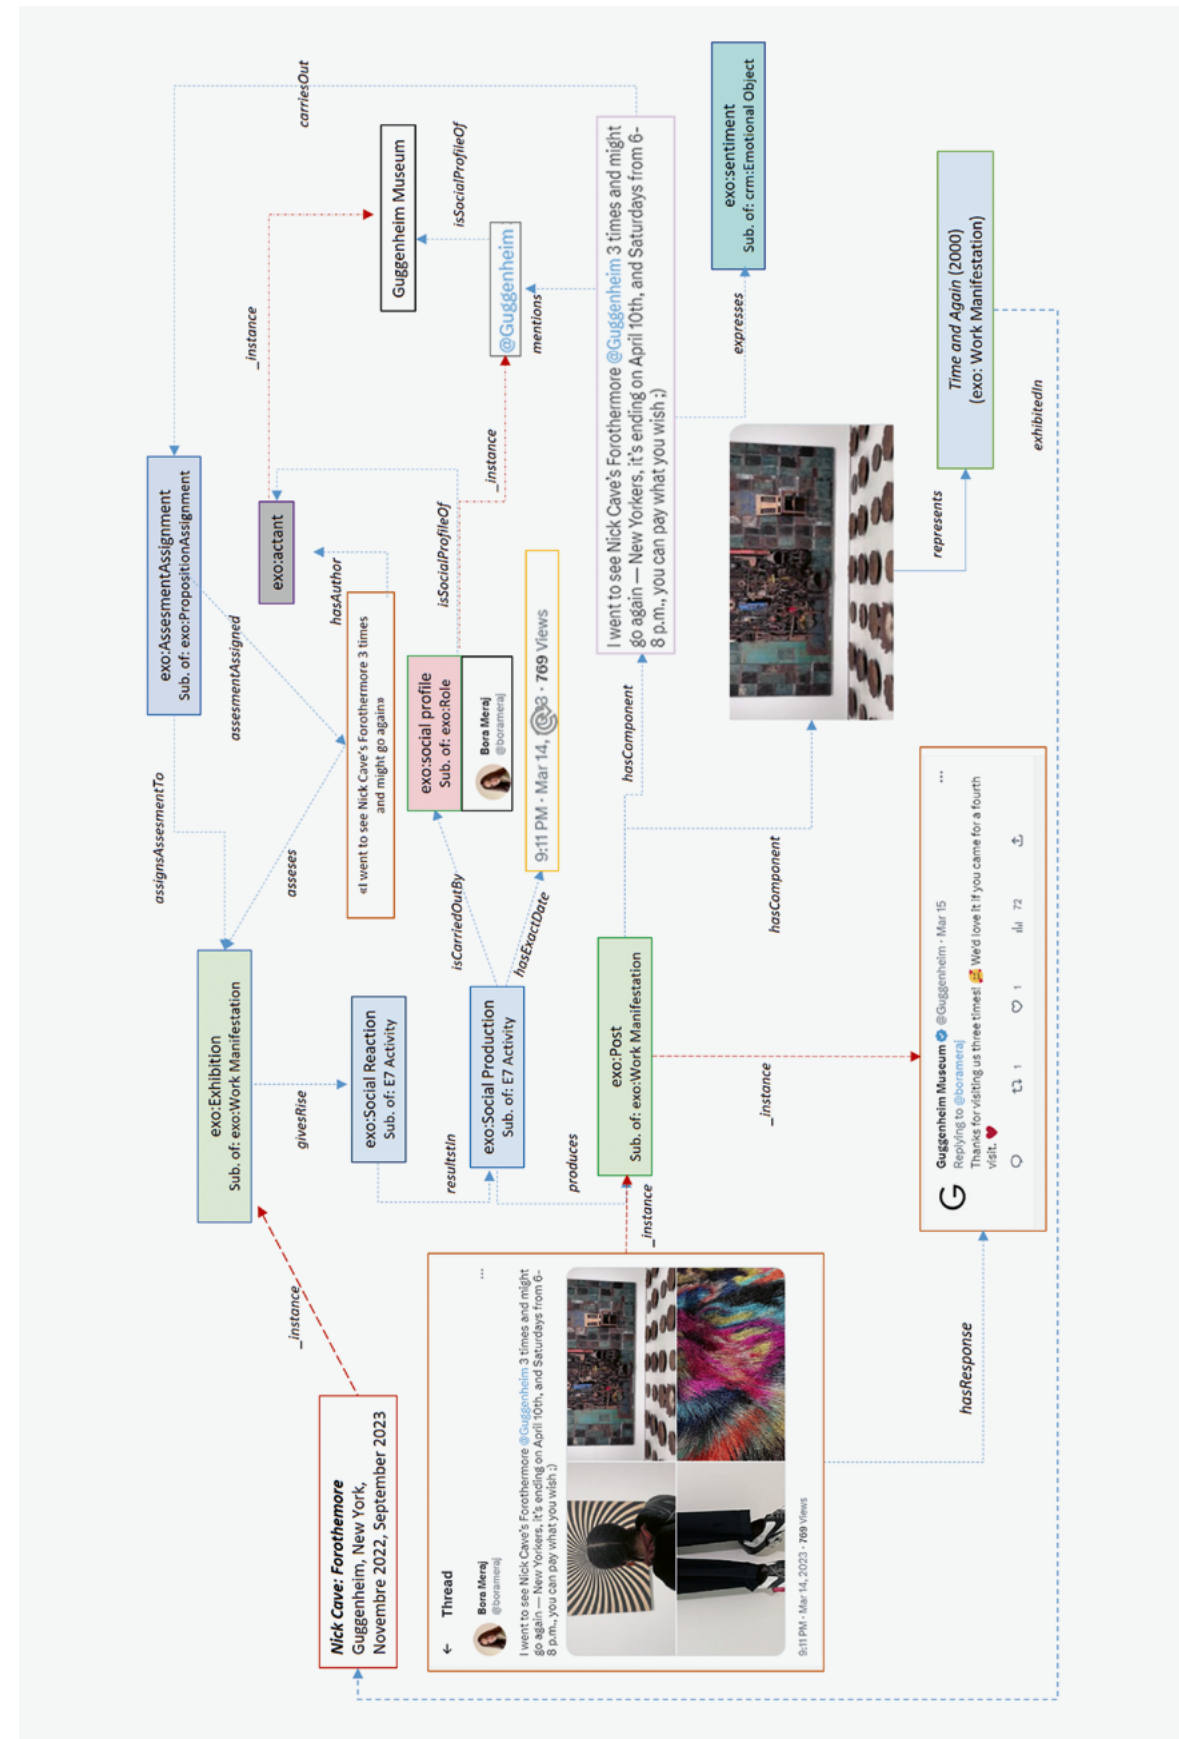 carriesOut
exo:AssesmentAssignment
Sub. of: exo:PropositionAssignment
assignsAssesmentTo
exo:Exhibition
Sub. of: exo:Work Manifestation
assesmentAssigned
_instance
exo:actant
asseses
hasAuthor
givesRise
_instance
Nick Cave: Forothemore
Guggenheim, New York,
Novembre 2022, September 2023
exo:Social Reaction
Sub. of: E7 Activity
«I went to see Nick Cave's Forothermore 3 times
and might go again»
Guggenheim Museum
isSocialProfileOf
exo:social profile
Sub. of: exo:Role
Bora Meraj
@borameraj
isSocialProfileOf
resultstIn
isCarriedOutBy
exo:Social Production
Sub. of: E7 Activity
hasExactDate
_instance
@Guggenheim
mentions
9:11 PM · Mar 14, 3 · 769 Views
produces
← Thread
Bora Meraj
@borameraj
I went to see Nick Cave's Forothermore @Guggenheim 3 times and might
go again — New Yorkers, it's ending on April 10th, and Saturdays from 6-
8 p.m., you can pay what you wish ;)
9:11 PM · Mar 14, 2023 · 769 Views
_instance
exo:Post
Sub. of: exo:Work Manifestation
hasComponent
I went to see Nick Cave's Forothermore @Guggenheim 3 times and might
go again — New Yorkers, it's ending on April 10th, and Saturdays from 6-
8 p.m., you can pay what you wish ;)
exo:sentiment
Sub. of: crm:Emotional Object
expresses
hasComponent
_instance
represents
Time and Again (2000)
(exo: Work Manifestation)
exhibitedIn
hasResponse
Guggenheim Museum @Guggenheim · Mar 15
Replying to @borameraj
Thanks for visiting us three times! 🥰 We'd love it if you came for a fourth
visit. ❤️
1 1 72